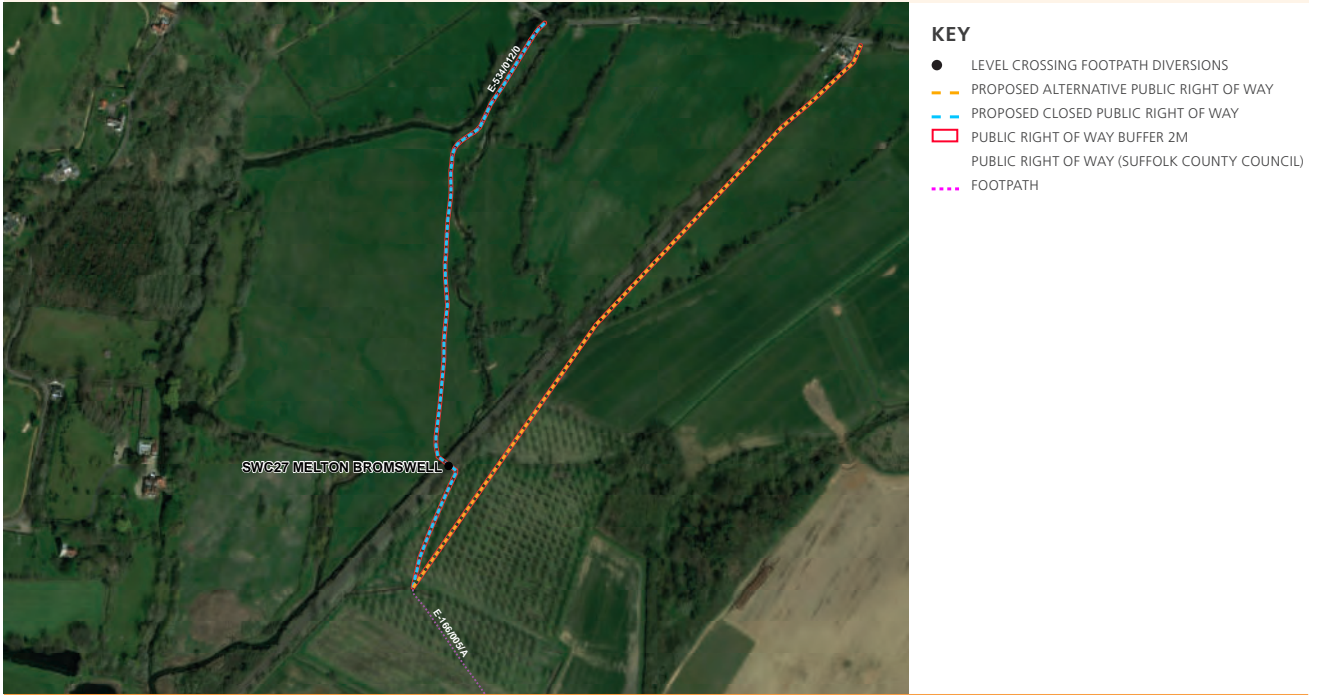 E-534/012/0
SWC27 MELTON BROMSWELL
E-166/005/A
KEY
LEVEL CROSSING FOOTPATH DIVERSIONS
PROPOSED ALTERNATIVE PUBLIC RIGHT OF WAY
PROPOSED CLOSED PUBLIC RIGHT OF WAY
PUBLIC RIGHT OF WAY BUFFER 2M
PUBLIC RIGHT OF WAY (SUFFOLK COUNTY COUNCIL)
FOOTPATH